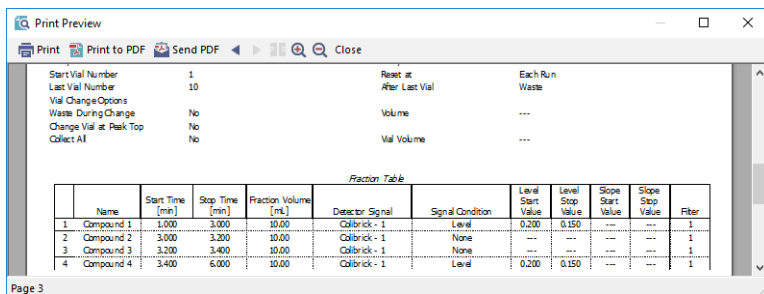 Print Preview
Print Print to PDF Send PDF Close
Start Vial Number 1 Reset at Each Run
Last Vial Number 10 After Last Vial Waste
Vial Change Options
Waste During Change No Volume ---
Change Vial at Peak Top No
Collect All No Vial Volume ---
Fraction Table
Name Start Time [min] Stop Time [min] Fraction Volume [mL] Detector Signal Signal Condition Level Start Value Level Stop Value Slope Start Value Slope Stop Value Filter
1 Compound 1 1.000 3.000 10.00 Colibrick - 1 Level 0.200 0.150 --- --- 1
2 Compound 2 3.000 3.200 10.00 Colibrick - 1 None --- --- --- --- 1
3 Compound 3 3.200 3.400 10.00 Colibrick - 1 None --- --- --- --- 1
4 Compound 4 3.400 6.000 10.00 Colibrick - 1 Level 0.200 0.150 --- --- 1
Page 3